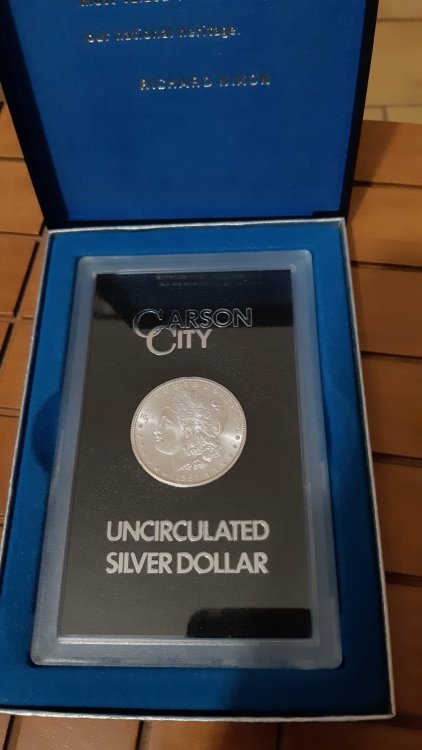 our national heritage.
RICHARD NIXON
CARSON
CITY
UNCIRCULATED
SILVER DOLLAR